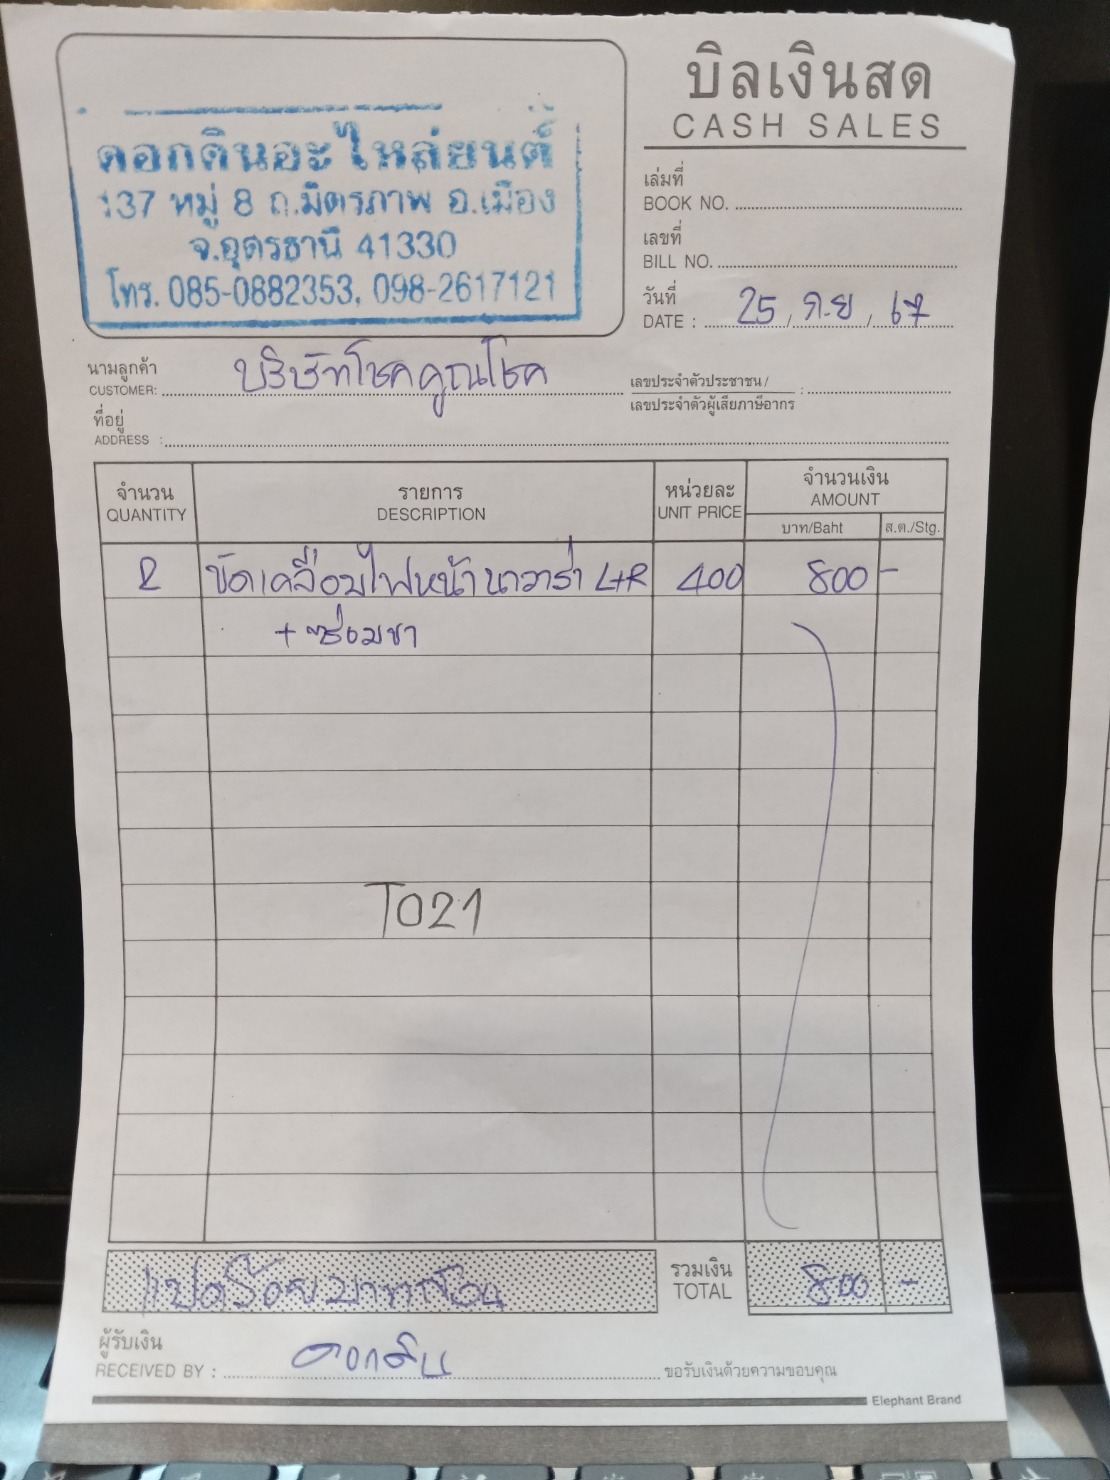 บิลเงินสด
CASH SALES
ดอกดินอะไหล่ยนต์
137 หมู่ 8 ถ.มิตรภาพ อ.เมือง
จ.อุดรธานี 41330
โทร. 085-0882353, 098-2617121
เล่มที่
BOOK NO.
เลขที่
BILL NO.
วันที่
DATE : 25 / ก.ย / 67
นามลูกค้า
CUSTOMER: บริษัทโชคคูณโชค
เลขประจำตัวประชาชน /
เลขประจำตัวผู้เสียภาษีอากร :
ที่อยู่
ADDRESS :
จำนวน รายการ หน่วยละ จำนวนเงิน
QUANTITY DESCRIPTION UNIT PRICE AMOUNT
บาท/Baht ส.ต./Stg.
2 ขัดเคลือบไฟหน้านาวาร่า L+R 400 800 -
+ ซ่อมขา
T021
แปดร้อยบาทถ้วน รวมเงิน 800 -
TOTAL
ผู้รับเงิน
RECEIVED BY : ดอกดิน ขอรับเงินด้วยความขอบคุณ
Elephant Brand